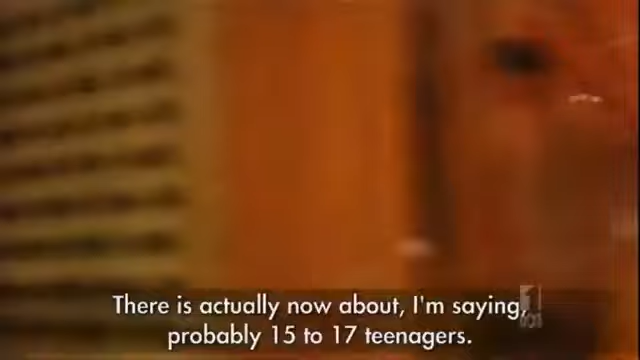 There is actually now about, I'm saying,
probably 15 to 17 teenagers.